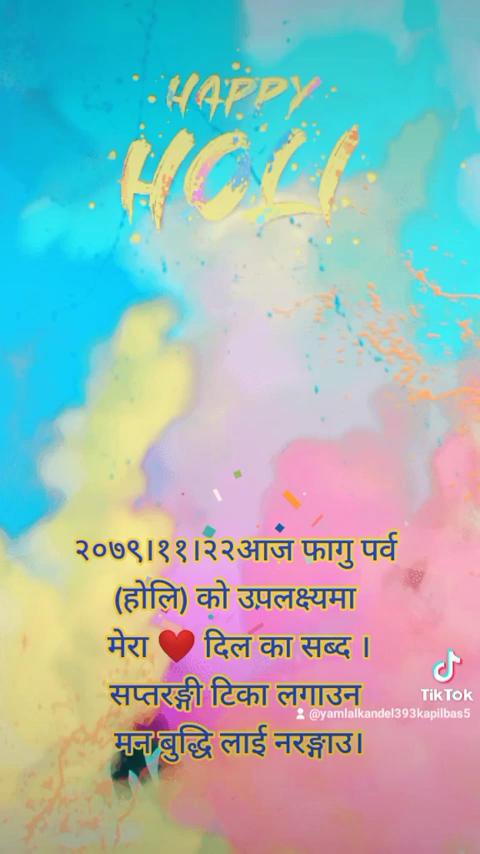 HAPPY
HOLI
२०७९।११।२२आज फागु पर्व
(होलि) को उपलक्ष्यमा
मेरा ❤️ दिल का सब्द ।
सप्तरङ्गी टिका लगाउन
मन बुद्धि लाई नरङ्गाउ।
TikTok
@yamlalkandel393kapilbas5